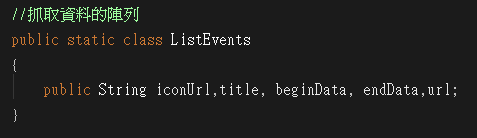 //抓取資料的陣列
public static class ListEvents
{
public String iconUrl,title, beginData, endData,url;
}